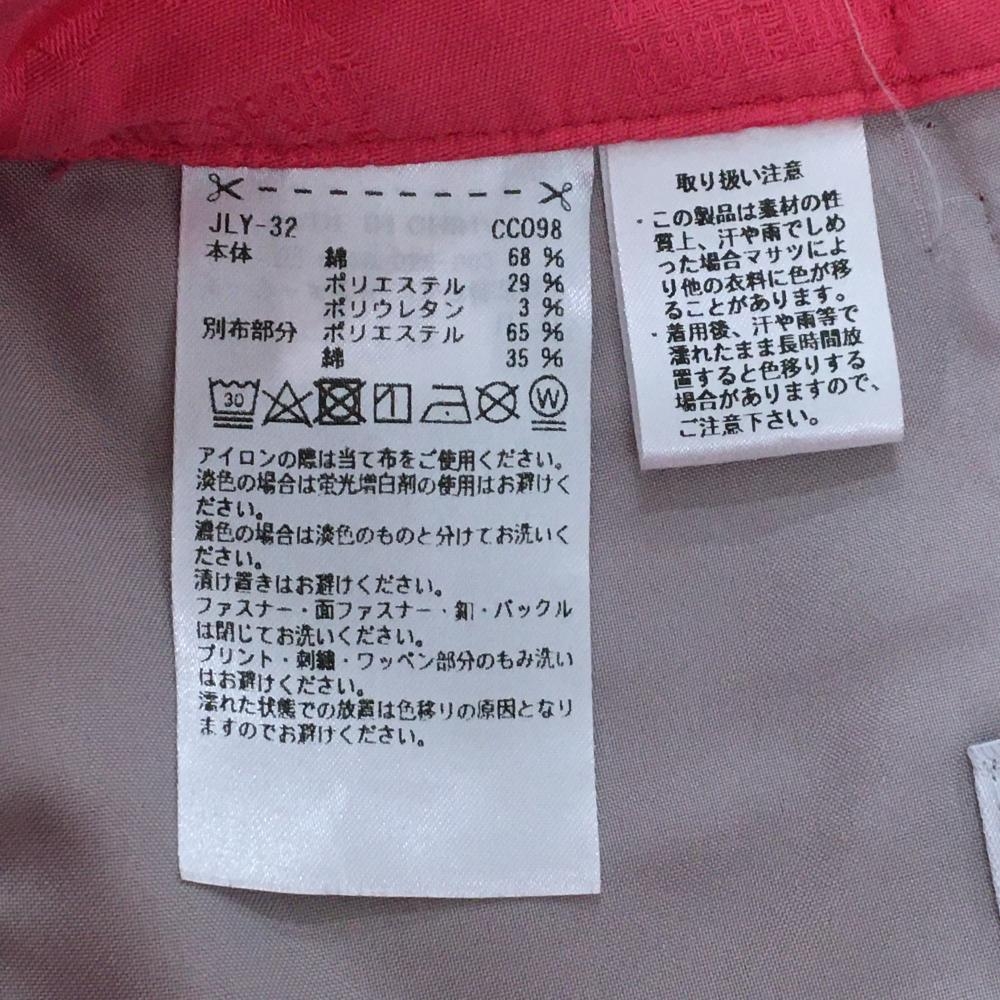 JLY-32 CC098
本体 綿 68 %
ポリエステル 29 %
ポリウレタン 3 %
別布部分 ポリエステル 65 %
綿 35 %
30 W
アイロンの際は当て布をご使用ください。
淡色の場合は蛍光増白剤の使用はお避けく
ださい。
濃色の場合は淡色のものと分けてお洗いく
ださい。
漬け置きはお避けください。
ファスナー・面ファスナー・釦・バックル
は閉じてお洗いください。
プリント・刺繍・ワッペン部分のもみ洗い
はお避けください。
濡れた状態での放置は色移りの原因となり
ますのでお避けください。
取り扱い注意
・この製品は素材の性
質上、汗や雨でしめ
った場合マサツによ
り他の衣料に色が移
ることがあります。
・着用後、汗や雨等で
濡れたまま長時間放
置すると色移りする
場合がありますので、
ご注意下さい。